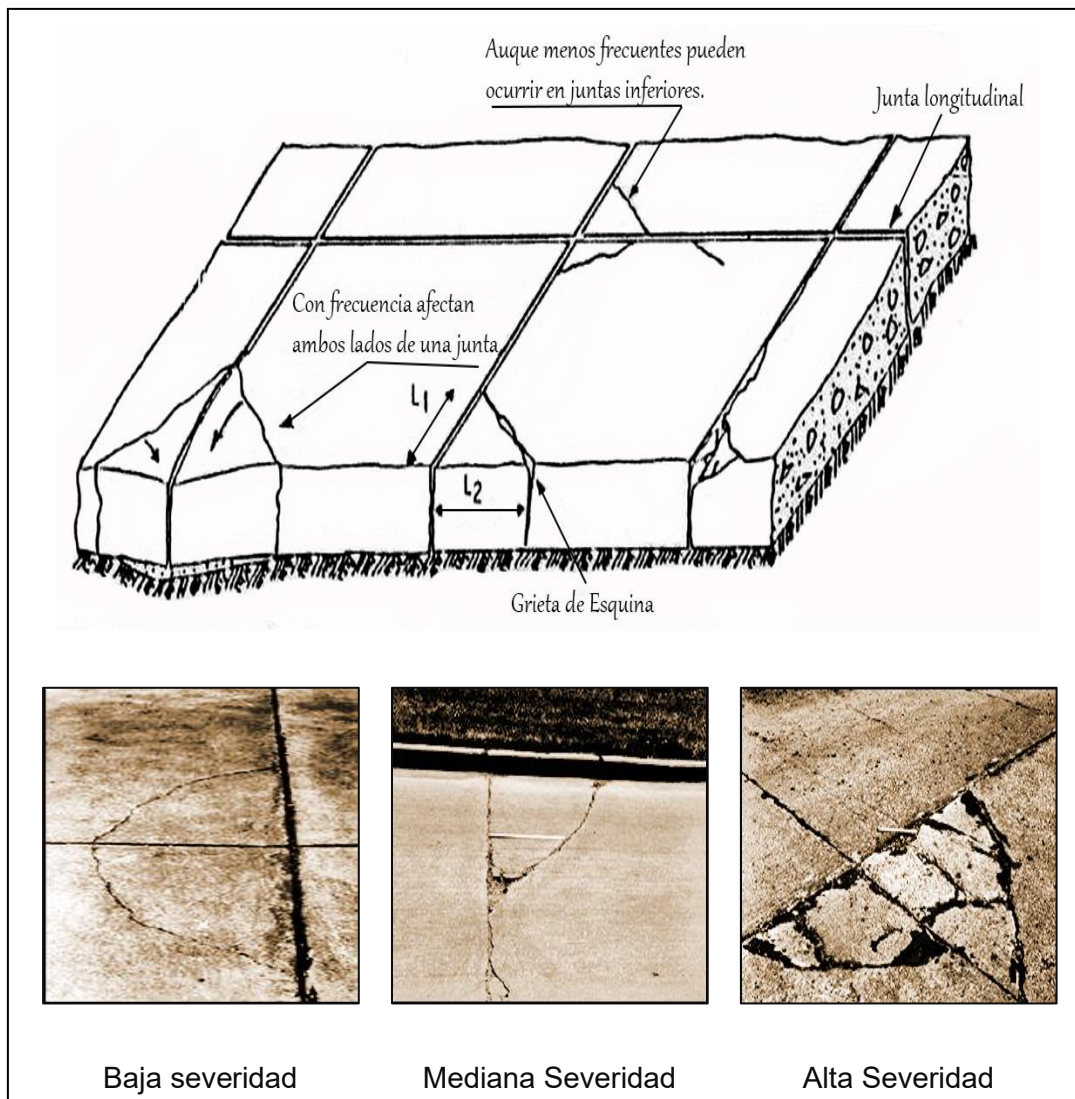 Auque menos frecuentes pueden
ocurrir en juntas inferiores.
Junta longitudinal
Con frecuencia afectan
ambos lados de una junta
L1
L2
Grieta de Esquina
Baja severidad
Mediana Severidad
Alta Severidad